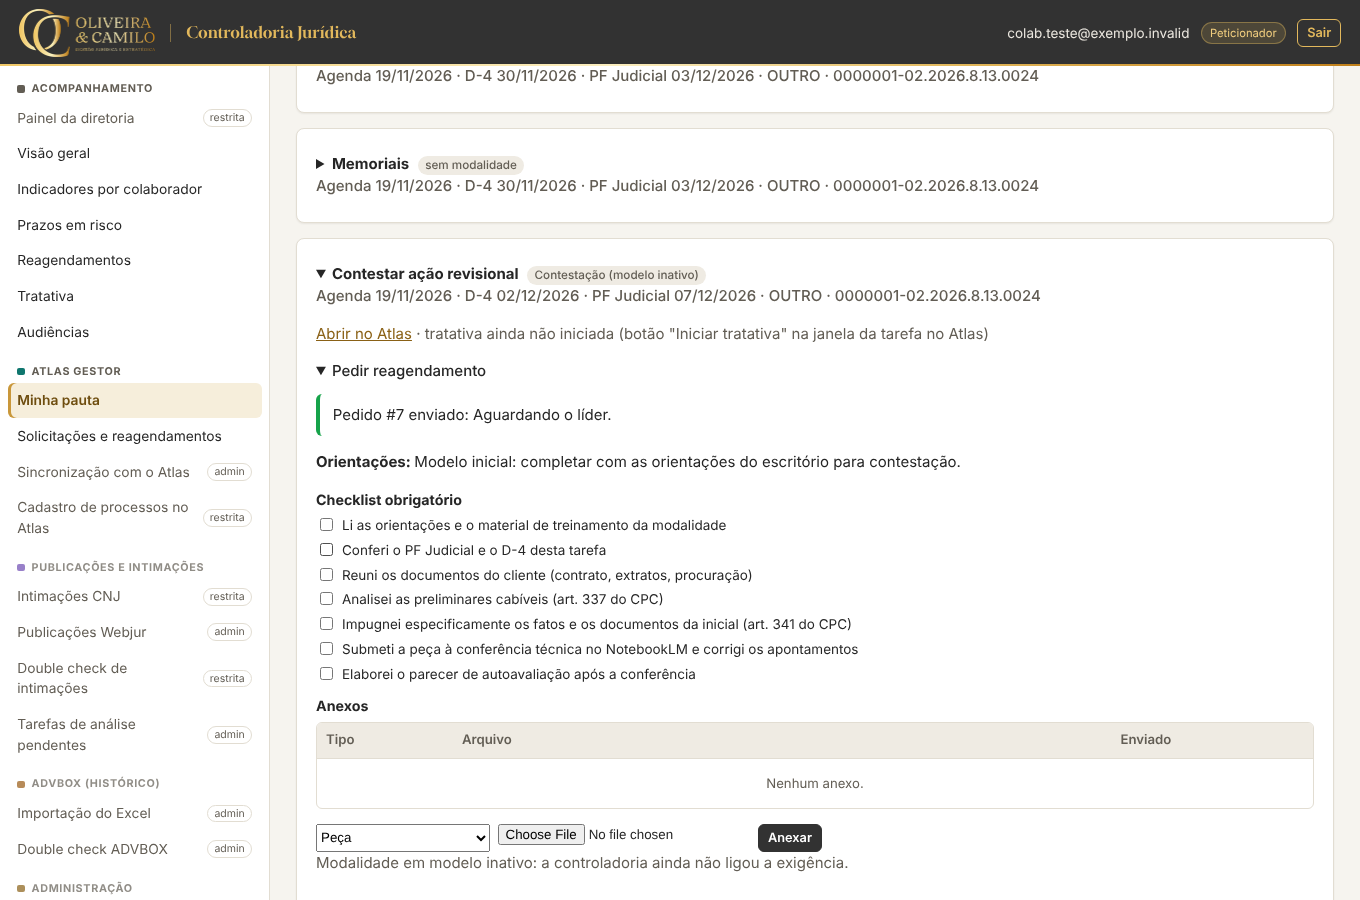 OLIVEIRA
& CAMILO
Controladoria Jurídica
colab.teste@exemplo.invalid
Peticionador
Sair
ACOMPANHAMENTO
Painel da diretoria
restrita
Visão geral
Indicadores por colaborador
Prazos em risco
Reagendamentos
Tratativa
Audiências
ATLAS GESTOR
Minha pauta
Solicitações e reagendamentos
Sincronização com o Atlas
admin
Cadastro de processos no
Atlas
restrita
PUBLICAÇÕES E INTIMAÇÕES
Intimações CNJ
restrita
Publicações Webjur
admin
Double check de
intimações
restrita
Tarefas de análise
pendentes
admin
ADVBOX (HISTÓRICO)
Importação do Excel
admin
Double check ADVBOX
admin
ADMINISTRAÇÃO
Agenda 19/11/2026 · D-4 30/11/2026 · PF Judicial 03/12/2026 · OUTRO · 0000001-02.2026.8.13.0024
Memoriais sem modalidade
Agenda 19/11/2026 · D-4 30/11/2026 · PF Judicial 03/12/2026 · OUTRO · 0000001-02.2026.8.13.0024
Contestar ação revisional Contestação (modelo inativo)
Agenda 19/11/2026 · D-4 02/12/2026 · PF Judicial 07/12/2026 · OUTRO · 0000001-02.2026.8.13.0024
Abrir no Atlas · tratativa ainda não iniciada (botão "Iniciar tratativa" na janela da tarefa no Atlas)
Pedir reagendamento
Pedido #7 enviado: Aguardando o líder.
Orientações: Modelo inicial: completar com as orientações do escritório para contestação.
Checklist obrigatório
Li as orientações e o material de treinamento da modalidade
Conferi o PF Judicial e o D-4 desta tarefa
Reuni os documentos do cliente (contrato, extratos, procuração)
Analisei as preliminares cabíveis (art. 337 do CPC)
Impugnei especificamente os fatos e os documentos da inicial (art. 341 do CPC)
Submeti a peça à conferência técnica no NotebookLM e corrigi os apontamentos
Elaborei o parecer de autoavaliação após a conferência
Anexos
Tipo Arquivo Enviado
Nenhum anexo.
Peça Choose File No file chosen Anexar
Modalidade em modelo inativo: a controladoria ainda não ligou a exigência.